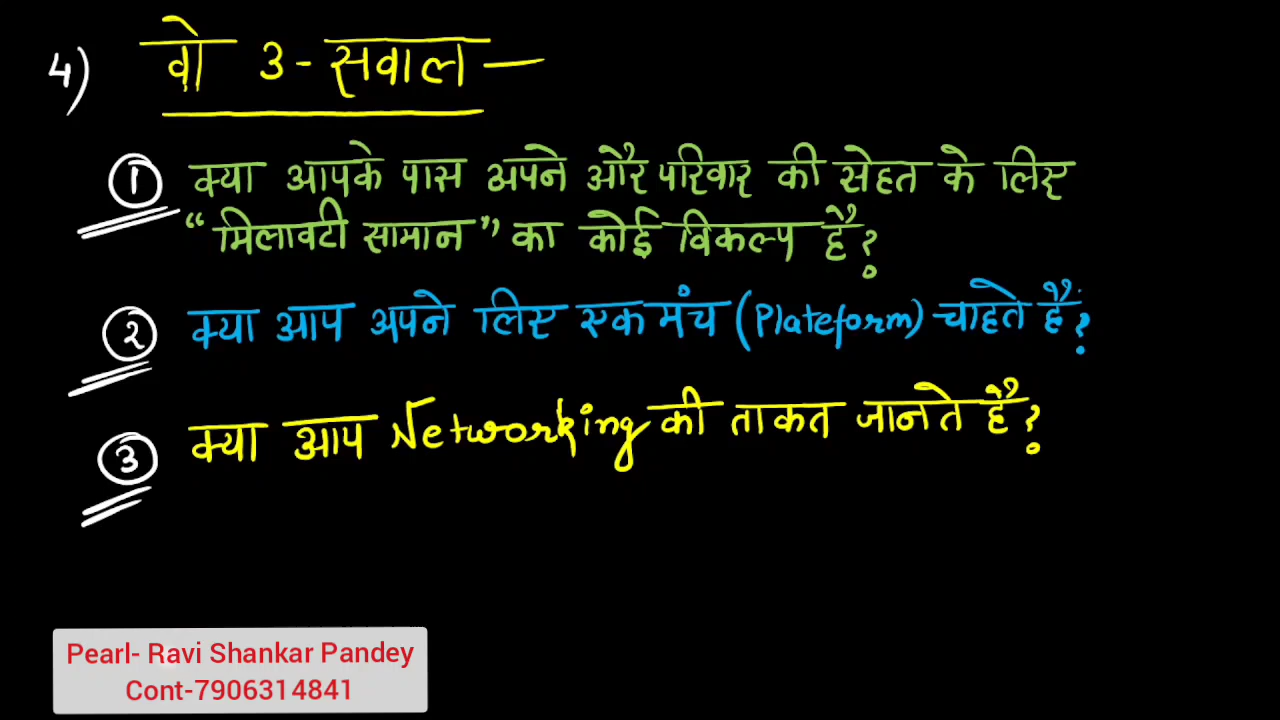 4) वो 3 - सवाल —
① क्या आपके पास अपने और परिवार की सेहत के लिए
“मिलावटी सामान” का कोई विकल्प है?
② क्या आप अपने लिए एक मंच (Plateform) चाहते हैं?
③ क्या आप Networking की ताकत जानते हैं?
Pearl- Ravi Shankar Pandey
Cont-7906314841